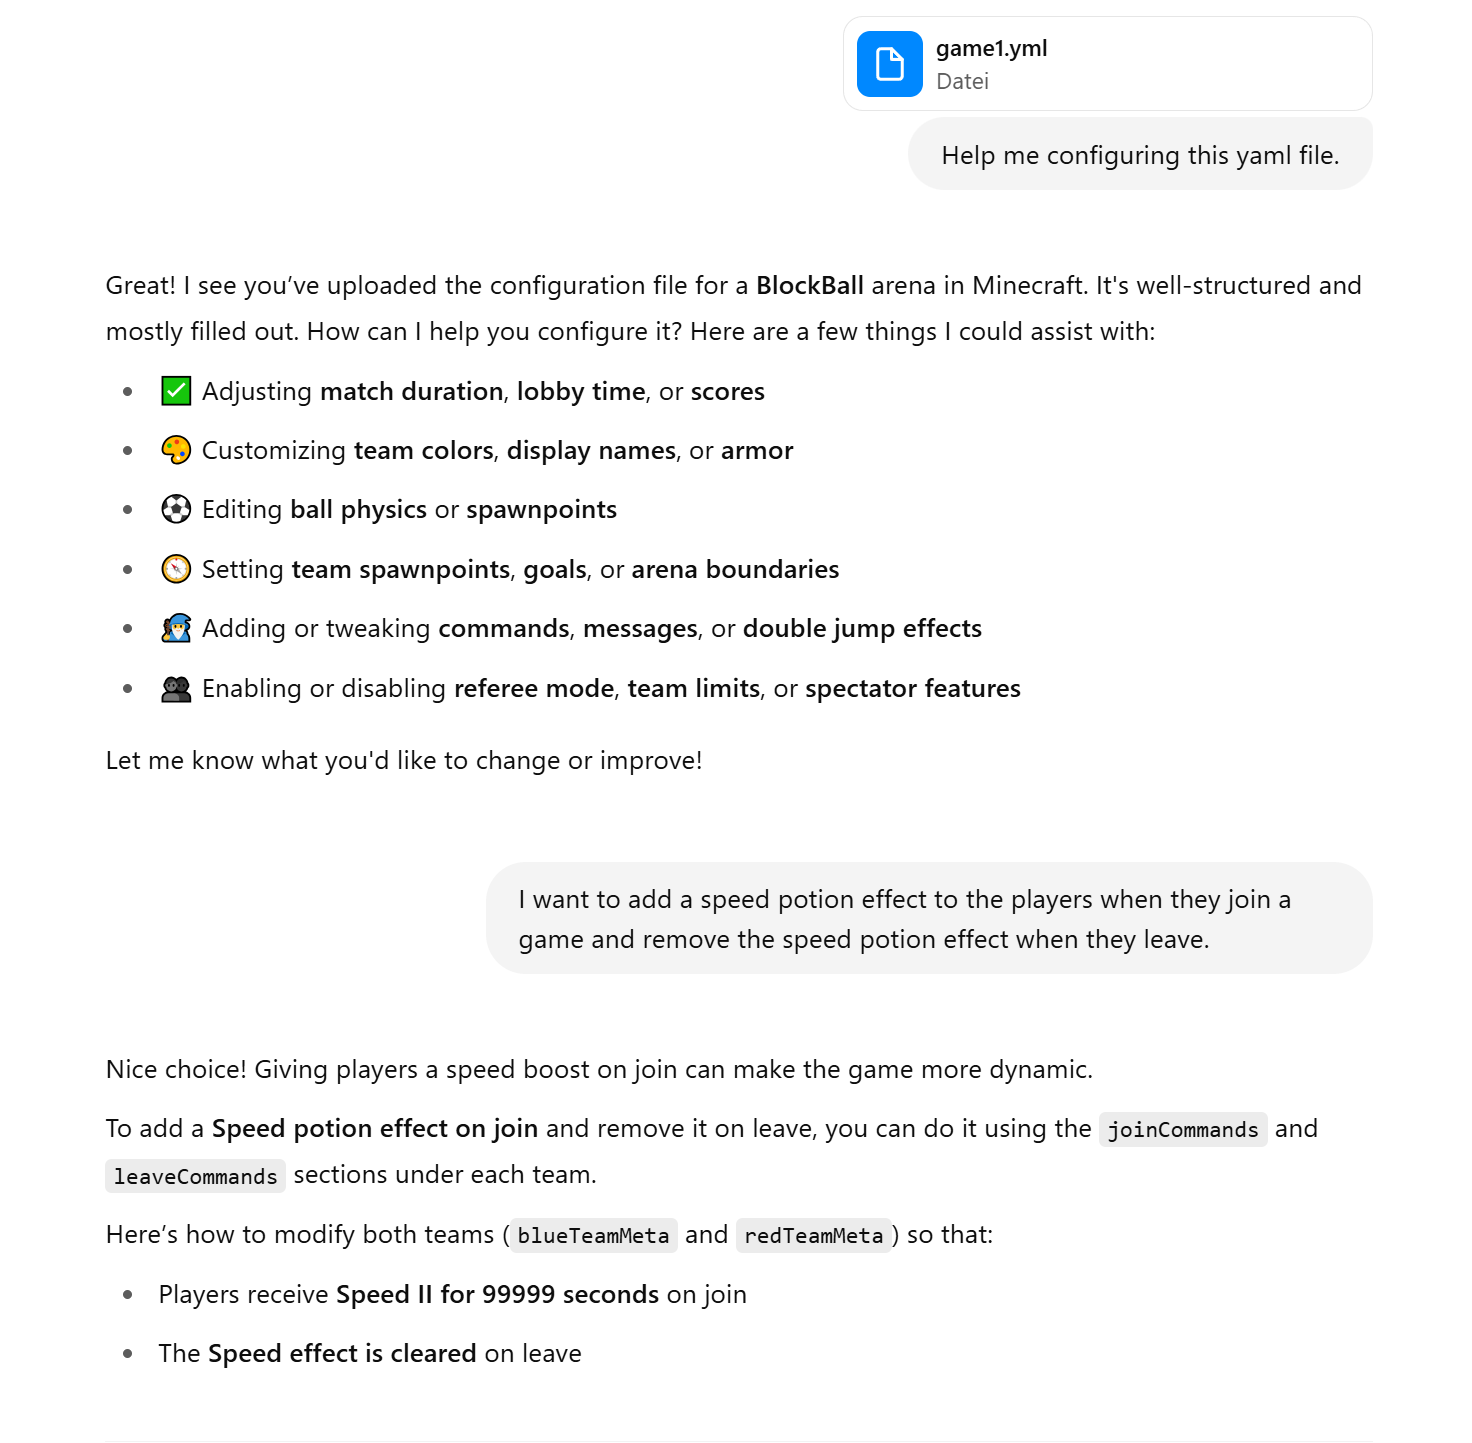 game1.yml
Datei
Help me configuring this yaml file.
Great! I see you’ve uploaded the configuration file for a BlockBall arena in Minecraft. It's well-structured and
mostly filled out. How can I help you configure it? Here are a few things I could assist with:
• ✅ Adjusting match duration, lobby time, or scores
• 🎨 Customizing team colors, display names, or armor
• ⚽ Editing ball physics or spawnpoints
• 🧭 Setting team spawnpoints, goals, or arena boundaries
• 🧙 Adding or tweaking commands, messages, or double jump effects
• 👥 Enabling or disabling referee mode, team limits, or spectator features
Let me know what you'd like to change or improve!
I want to add a speed potion effect to the players when they join a
game and remove the speed potion effect when they leave.
Nice choice! Giving players a speed boost on join can make the game more dynamic.
To add a Speed potion effect on join and remove it on leave, you can do it using the joinCommands and
leaveCommands sections under each team.
Here’s how to modify both teams (blueTeamMeta and redTeamMeta) so that:
• Players receive Speed II for 99999 seconds on join
• The Speed effect is cleared on leave